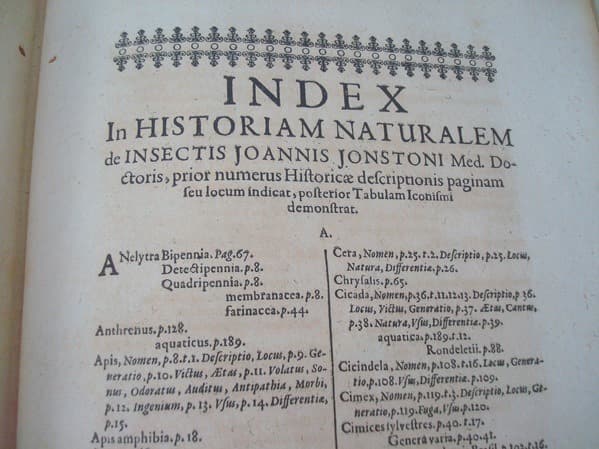 INDEX
In HISTORIAM NATURALEM
de INSECTIS JOANNIS JONSTONI Med. Do-
ctoris, prior numerus Historicæ descriptionis paginam
seu locum indicat, posterior Tabulam Iconismi
demonstrat.
A.
ANelytra Bipennia. Pag. 67.
Detectipennia. p. 8.
Quadripennia. p. 8.
membranacea. p. 8.
farinacea. p. 44.
Anthrenus. p. 128.
aquaticus. p. 189.
Apis, Nomen, p. 8. t. 2. Descriptio, Locus, p. 9. Ge-
neratio, p. 10. Victus, Ætas, p. 11. Volatus, So-
nus, Odoratus, Auditus, Antipathia, Morbi,
p. 12. Ingenium, p. 13. Vsus, p. 14. Differentiæ,
p. 15.
Apis amphibia. p. 18.
Cera, Nomen, p. 25. t. 2. Descriptio, p. 25. Locus,
Natura, Differentiæ, p. 26.
Chrysalis. p. 65.
Cicada, Nomen, p. 36. t. 11. 12. 13. Descriptio, p 36.
Locus, Victus, Generatio, p. 37. Ætas, Cantus,
p. 38. Natura, Vsus, Differentiæ. p. 39.
aquatica. p. 189. t. 12.
Rondeletii. p. 88.
Cicindela, Nomen, p. 108. t. 16. Locus, Genera-
tio, p. 108. Vsus, Differentiæ. p. 109.
Cimex, Nomen, p. 119. t. 3. Descriptio, Locus, Ge-
neratio, p. 119. Fuga, Vsus, p. 120.
Cimices sylvestres. p. 40. t. 17.
Genera varia. p. 40. 41.